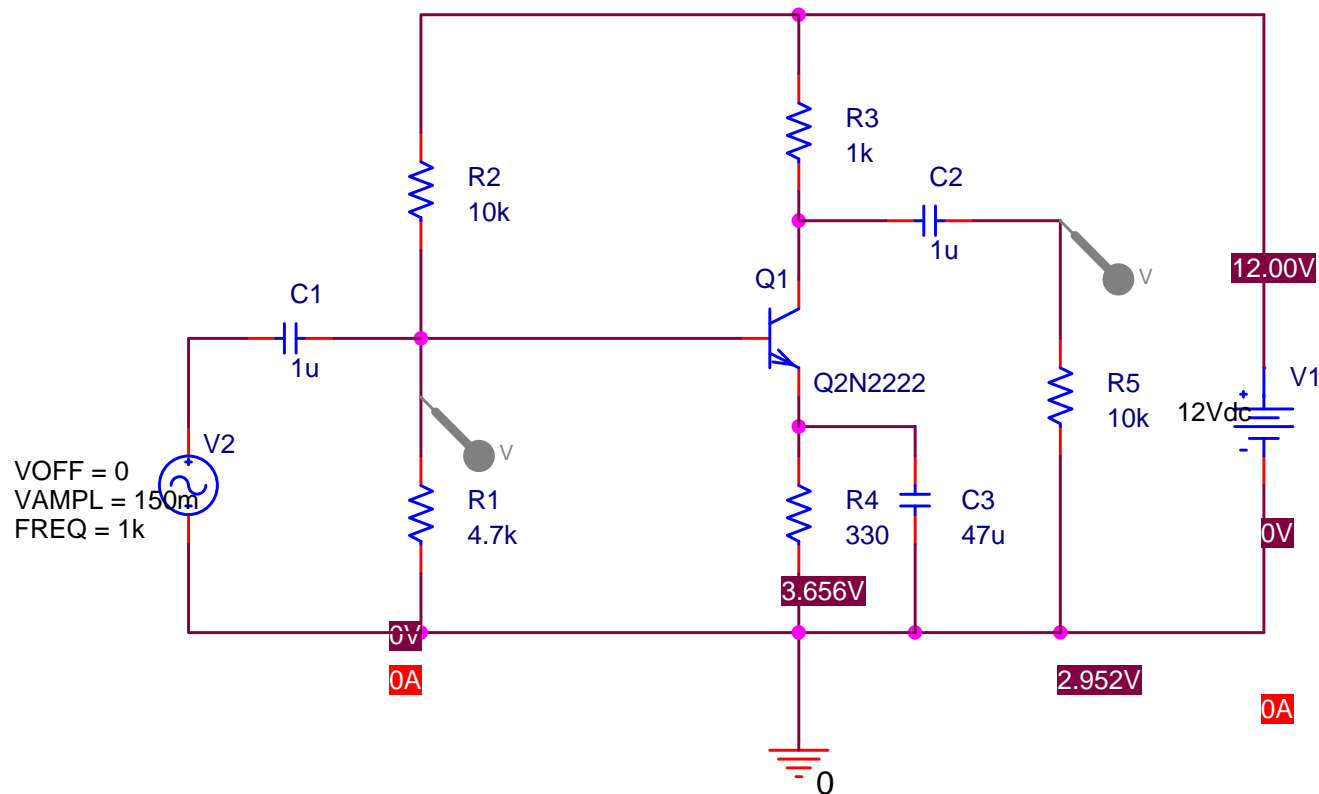 R3
1k
R2
10k
C2
1u
12.00V
Q1
V
C1
1u
Q2N2222
R5
10k
V1
12Vdc
+
-
V2
+
-
V
VOFF = 0
VAMPL = 150m
FREQ = 1k
R1
4.7k
R4
330
C3
47u
0V
3.656V
0V
0A
2.952V
0A
0